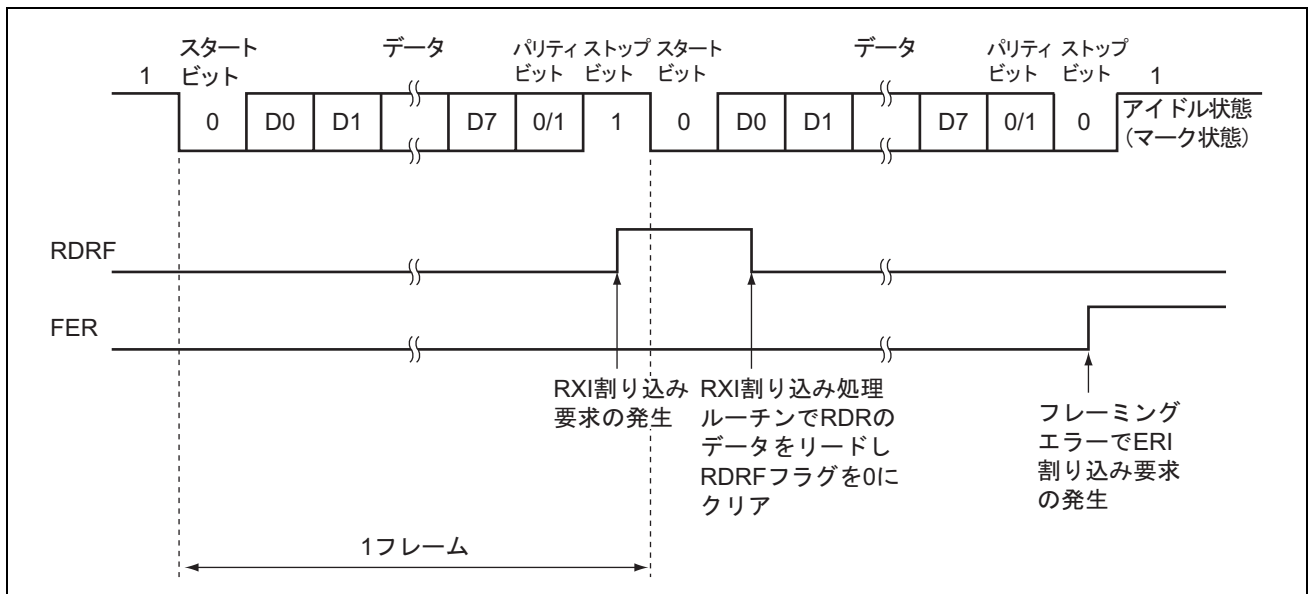 スタート データ パリティ ストップ スタート データ パリティ ストップ
1 ビット ビット ビット ビット ビット ビット 1
0 D0 D1 D7 0/1 1 0 D0 D1 D7 0/1 0 アイドル状態
(マーク状態)
RDRF
FER
RXI割り込み
要求の発生
RXI割り込み処理
ルーチンでRDRの
データをリードし
RDRFフラグを0に
クリア
フレーミング
エラーでERI
割り込み要求
の発生
1フレーム